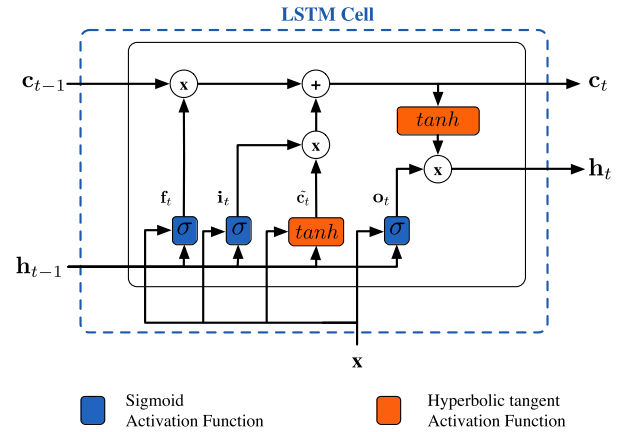 LSTM Cell
c_{t−1} x + c_t
tanh
x x h_t
f_t i_t c̃_t o_t
σ σ tanh σ
h_{t−1}
x
Sigmoid
Activation Function
Hyperbolic tangent
Activation Function